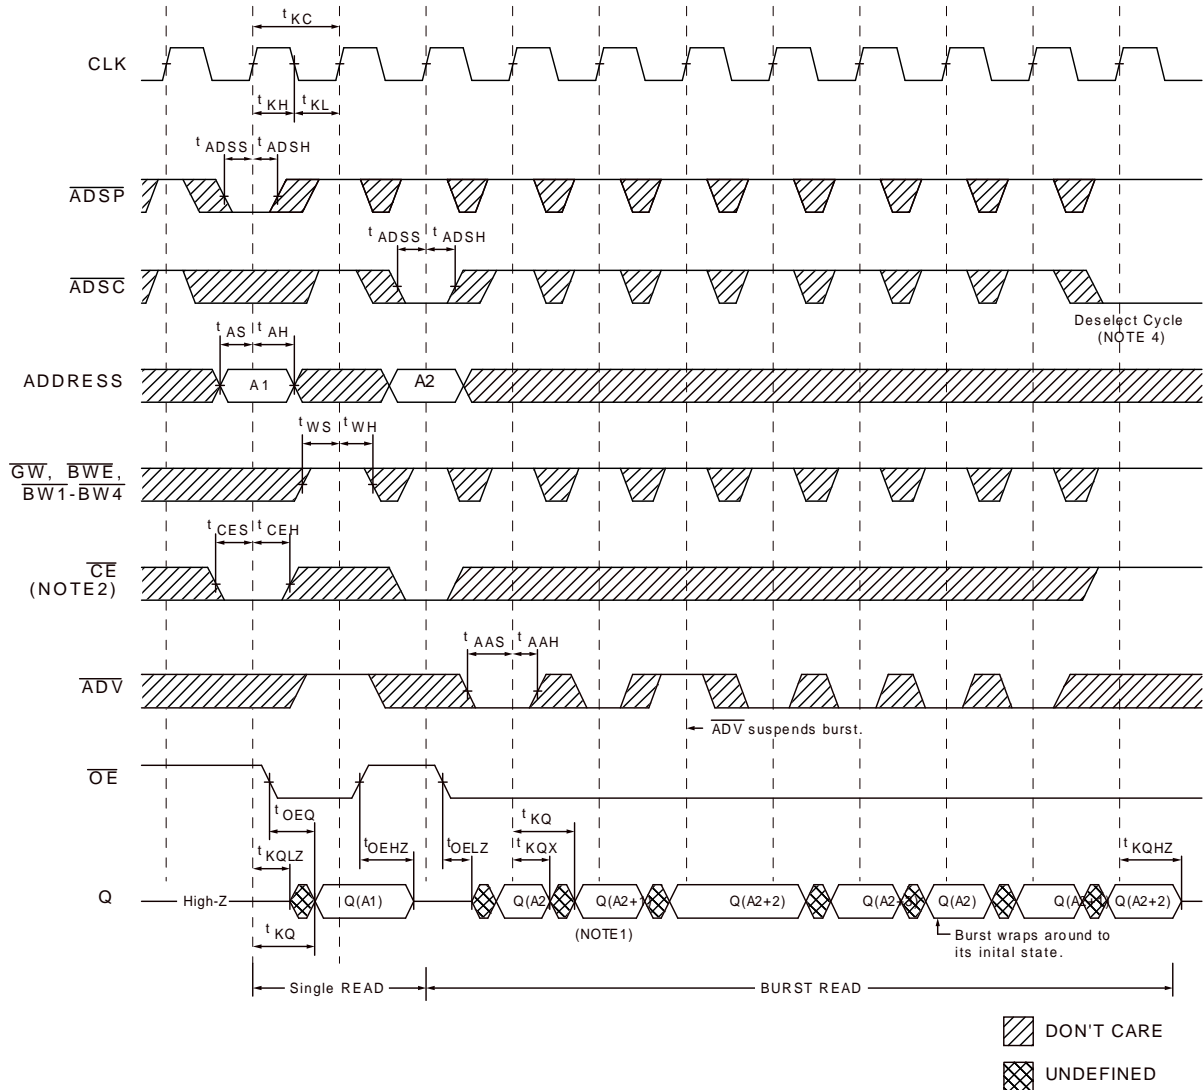 t KC
CLK
t KH t KL
t ADSS t ADSH
ADSP
t ADSS t ADSH
ADSC
Deselect Cycle
(NOTE 4)
t AS t AH
ADDRESS A1 A2
t WS t WH
GW, BWE,
BW1-BW4
t CES t CEH
CE
(NOTE2)
t AAS t AAH
ADV
ADV suspends burst.
OE
t OEQ
t KQ
t KQLZ
t OEHZ t OELZ t KQX t KQHZ
Q High-Z Q(A1) Q(A2 Q(A2+1 Q(A2+2) Q(A2+ Q(A2) Q(A2+2)
t KQ
(NOTE1)
Burst wraps around to
its inital state.
Single READ BURST READ
DON'T CARE
UNDEFINED